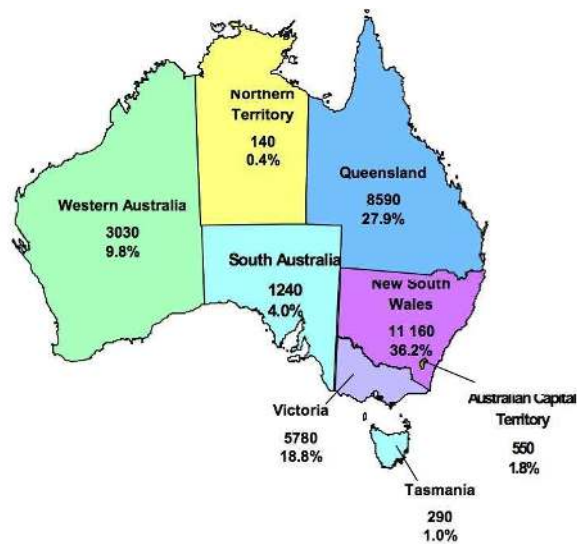 Northern
Territory
140
0.4%
Queensland
8590
27.9%
Western Australia
3030
9.8%
South Australia
1240
4.0%
New South
Wales
11 160
36.2%
Victoria
5780
18.8%
Australian Capital
Territory
550
1.8%
Tasmania
290
1.0%